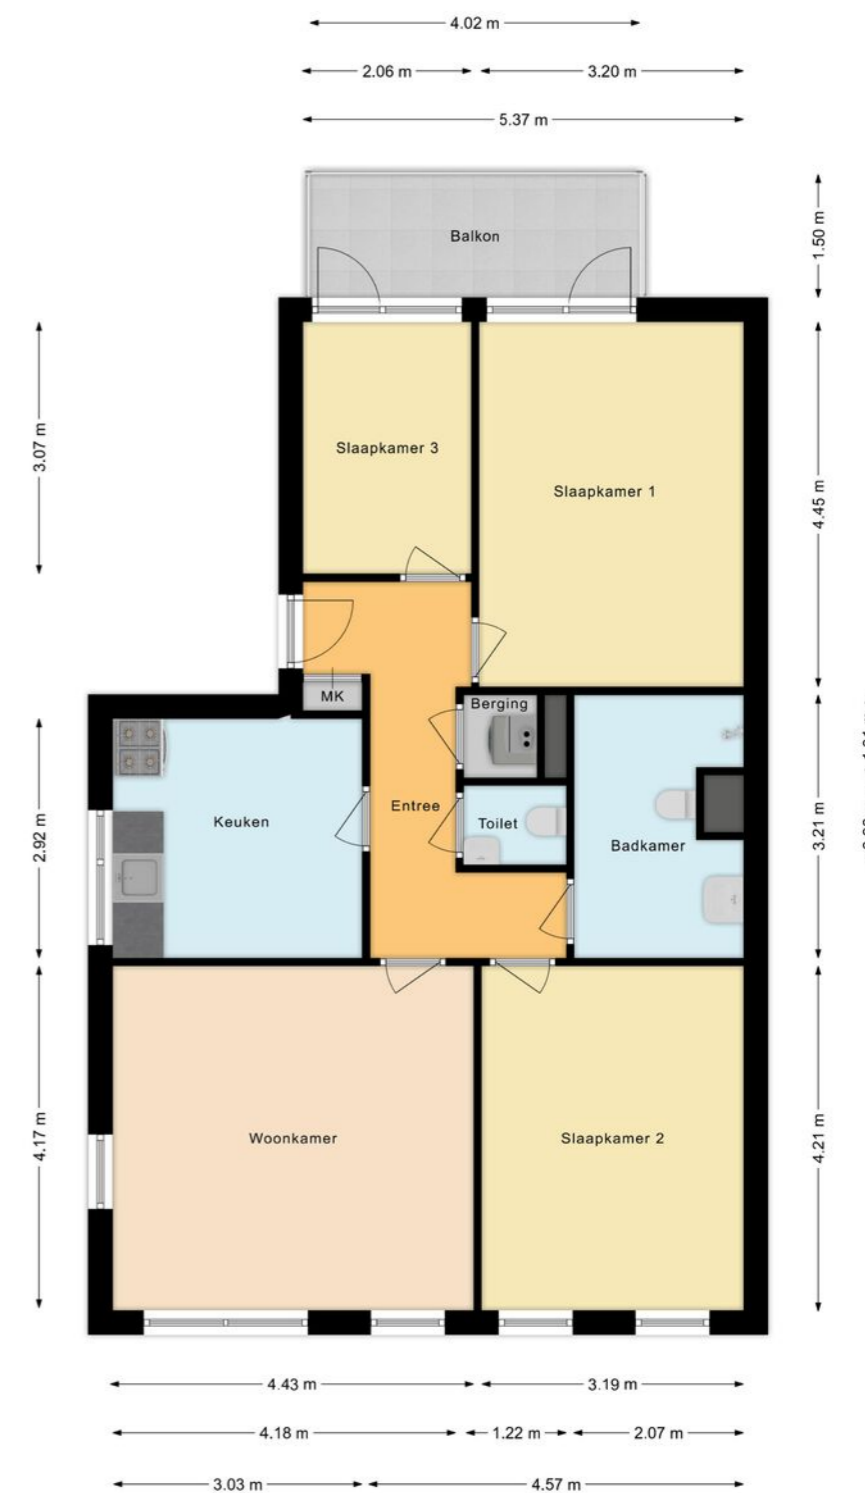 4.02 m
2.06 m
3.20 m
5.37 m
1.50 m
Balkon
3.07 m
4.45 m
Slaapkamer 3
Slaapkamer 1
MK
Berging
Entree
Keuken
Toilet
Badkamer
2.92 m
3.21 m
Woonkamer
Slaapkamer 2
4.17 m
4.21 m
4.43 m
3.19 m
4.18 m
1.22 m
2.07 m
3.03 m
4.57 m